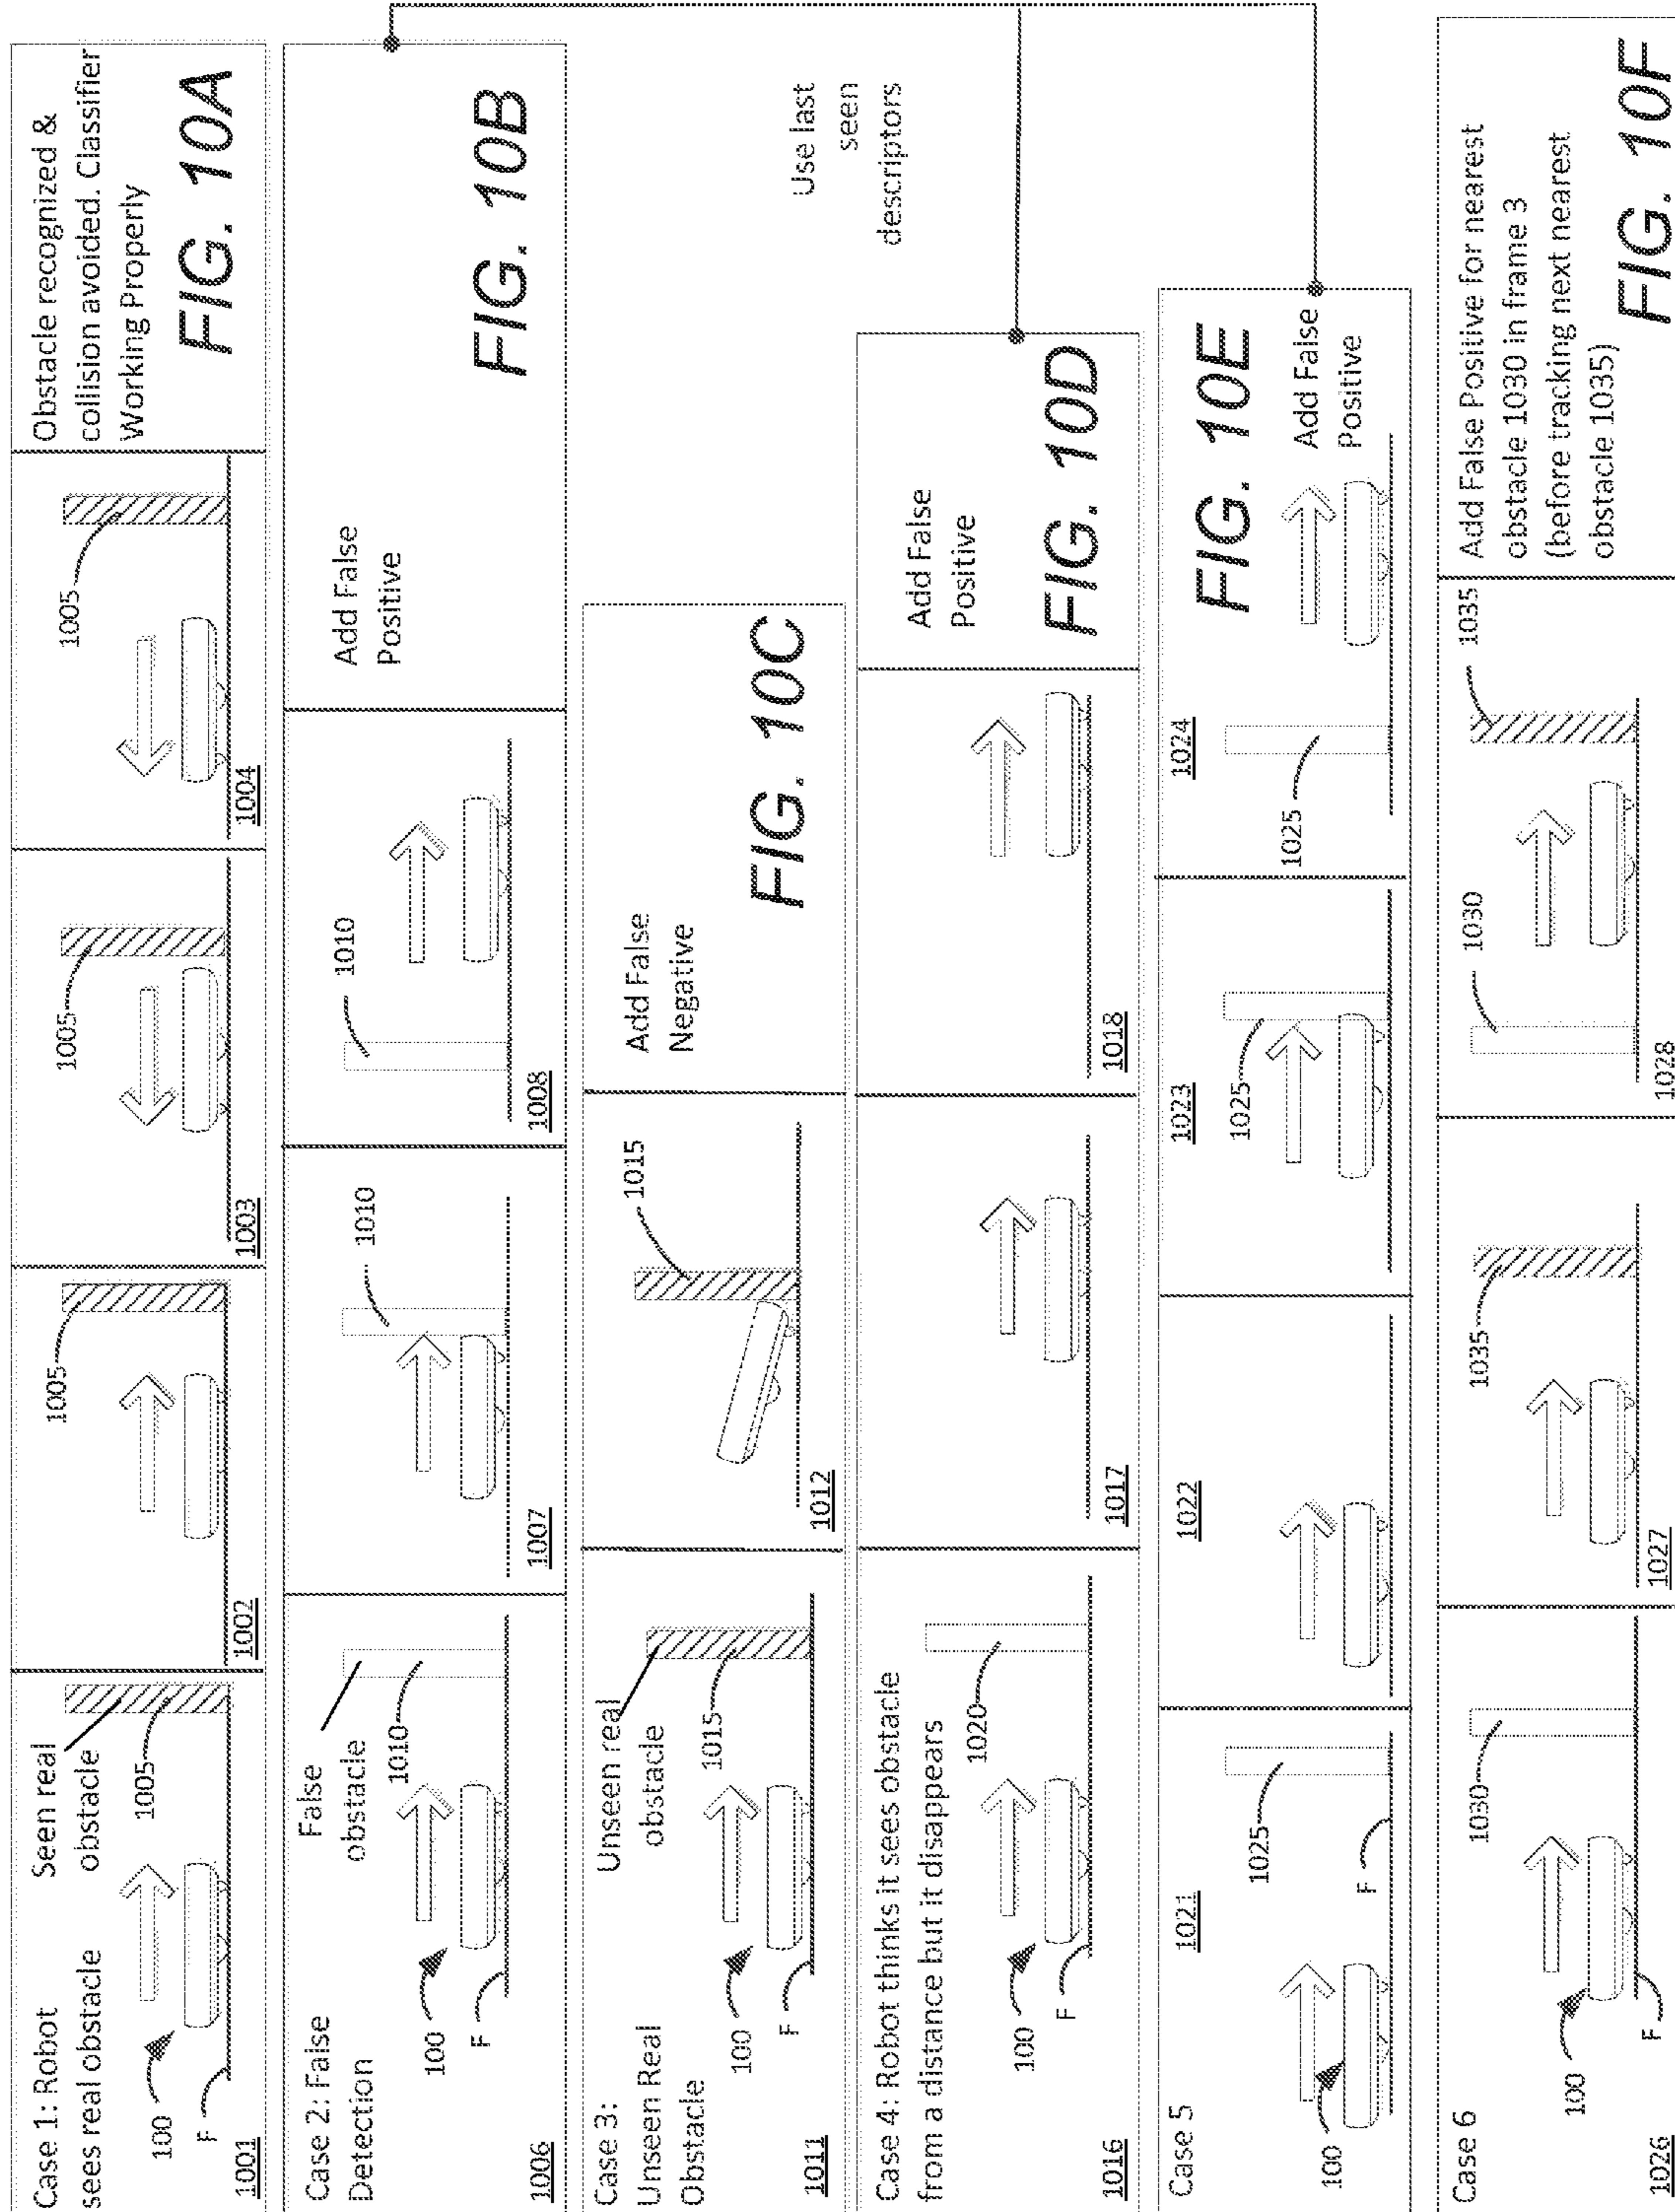 Case 1: Robot
sees real obstacle
Seen real
obstacle
1005
100
F
1001
1005
1002
1005
1003
1005
1004
Obstacle recognized &
collision avoided. Classifier
Working Properly
FIG. 10A
Case 2: False
Detection
False
obstacle
1010
100
F
1006
1010
1007
1010
1008
Add False
Positive
FIG. 10B
Case 3:
Unseen Real
Obstacle
Unseen real
obstacle
1015
100
F
1011
1015
1012
Add False
Negative
FIG. 10C
Use last
seen
descriptors
Case 4: Robot thinks it sees obstacle
from a distance but it disappears
1020
100
F
1016
1017
1018
Add False
Positive
FIG. 10D
Case 5
1021
1025
100
F
1022
1023
1025
1024
1025
FIG. 10E
Add False
Positive
Case 6
1030
100
F
1026
1035
1027
1030
1035
1028
Add False Positive for nearest
obstacle 1030 in frame 3
(before tracking next nearest
obstacle 1035)
FIG. 10F